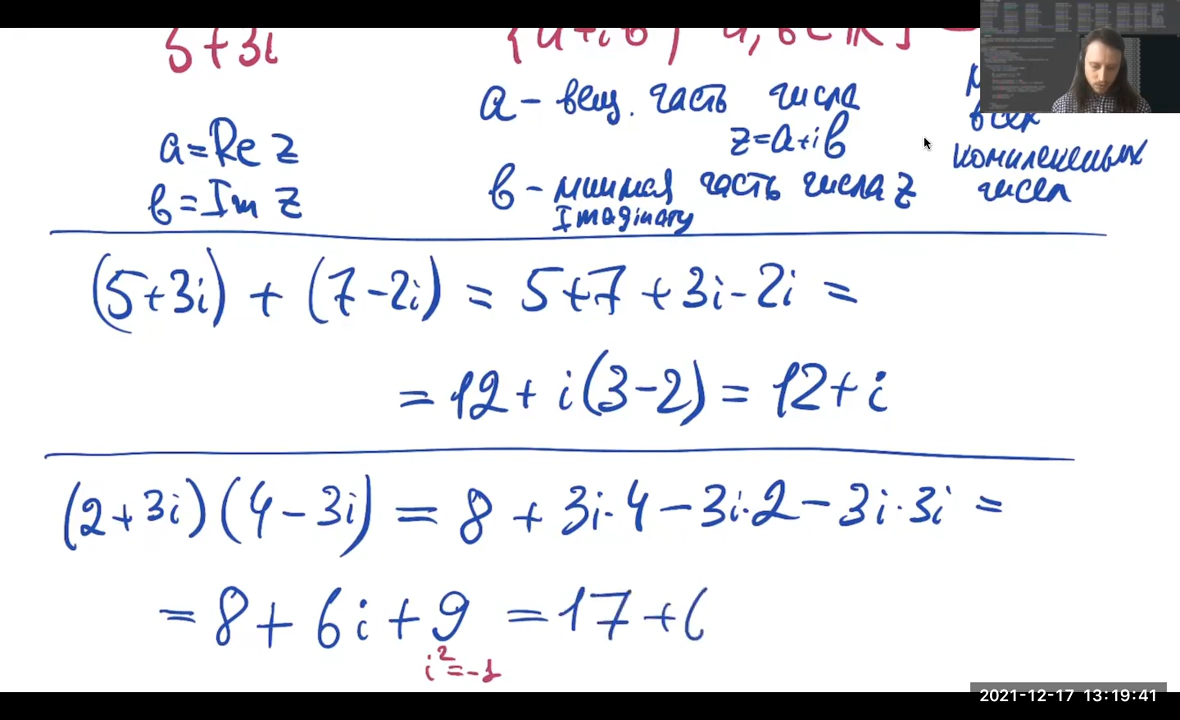 5+3i
{a+ib | a,b∈ℝ} –
a – вещ. часть числа
z=a+ib
a=Re z
b=Im z
b – мнимая часть числа z
Imaginary
всех
комплексных
чисел
(5+3i) + (7-2i) = 5+7+3i-2i =
= 12+i(3-2) = 12+i
(2+3i)(4-3i) = 8 + 3i·4 - 3i·2 - 3i·3i =
= 8+6i+9 = 17+6
i²=-1
2021-12-17 13:19:41